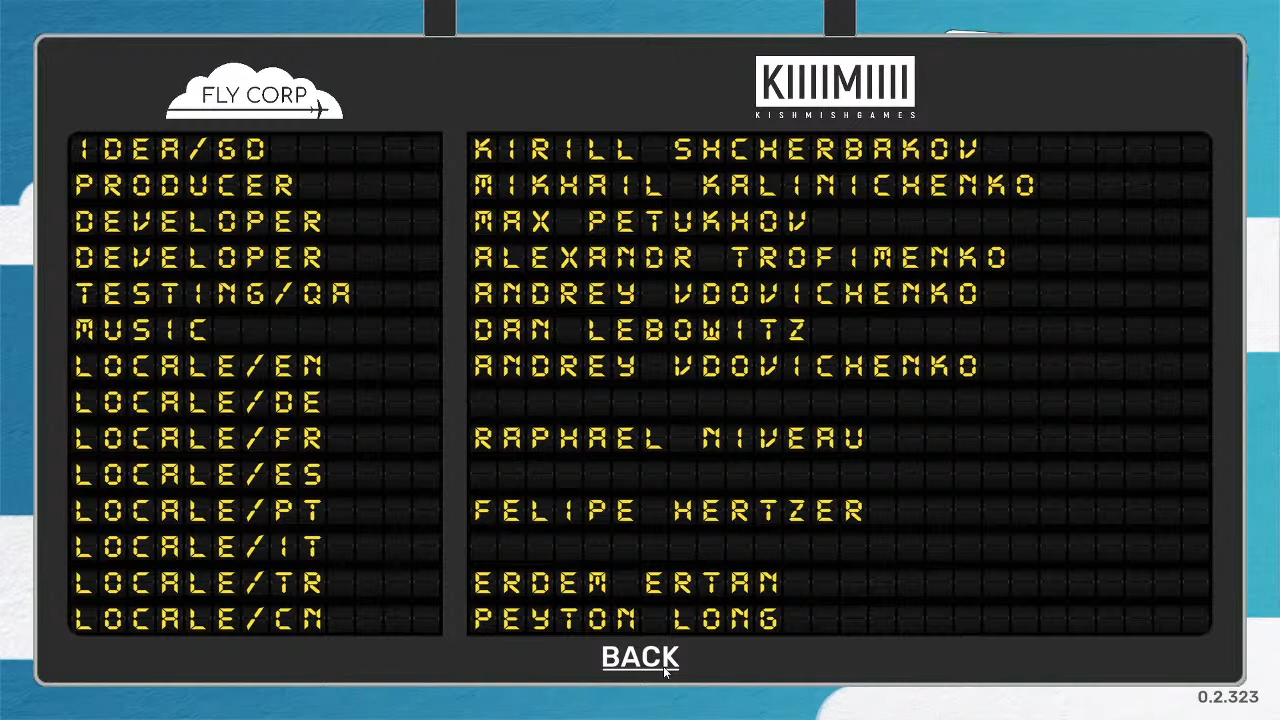 FLY CORP
KIIIIMIIII
KISHMISHGAMES
IDEA/GD KIRILL SHCHERBAKOV
PRODUCER MIKHAIL KALINICHENKO
DEVELOPER MAX PETUKHOV
DEVELOPER ALEXANDR TROFIMENKO
TESTING/QA ANDREY VDOVICHENKO
MUSIC DAN LEBOWITZ
LOCALE/EN ANDREY VDOVICHENKO
LOCALE/DE
LOCALE/FR RAPHAEL NIVEAU
LOCALE/ES
LOCALE/PT FELIPE HERTZER
LOCALE/IT
LOCALE/TR ERDEM ERTAN
LOCALE/CN PEYTON LONG
BACK
0.2.323